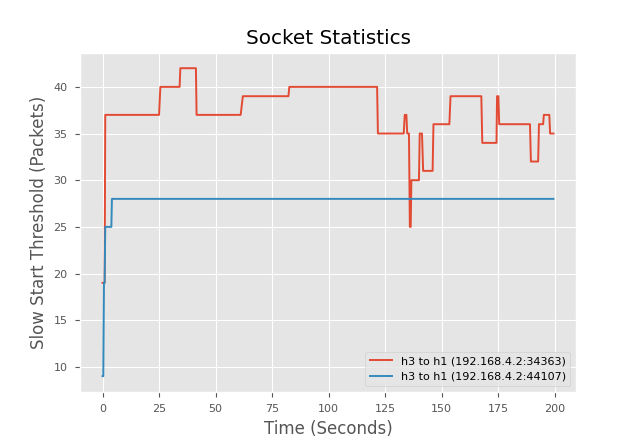 Socket Statistics
Slow Start Threshold (Packets)
40
35
30
25
20
15
10
h3 to h1 (192.168.4.2:34363)
h3 to h1 (192.168.4.2:44107)
0 25 50 75 100 125 150 175 200
Time (Seconds)